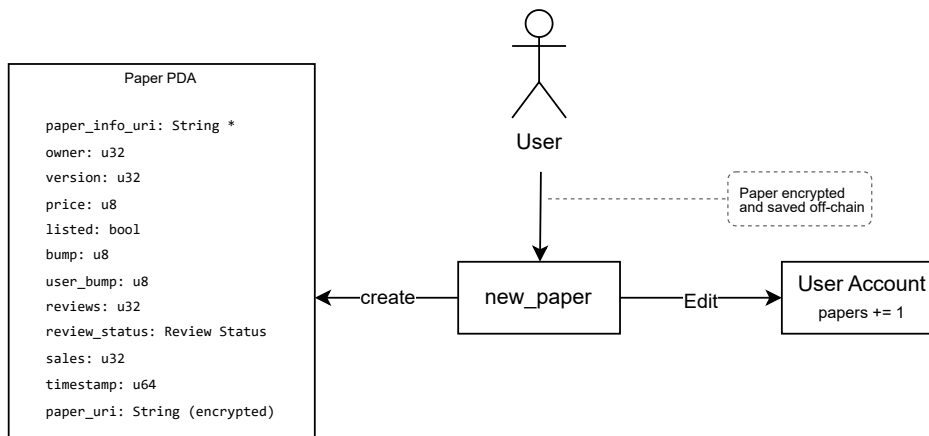 Paper PDA
paper_info_uri: String *
owner: u32
version: u32
price: u8
listed: bool
bump: u8
user_bump: u8
reviews: u32
review_status: Review Status
sales: u32
timestamp: u64
paper_uri: String (encrypted)
User
Paper encrypted
and saved off-chain
create
new_paper
Edit
User Account
papers += 1